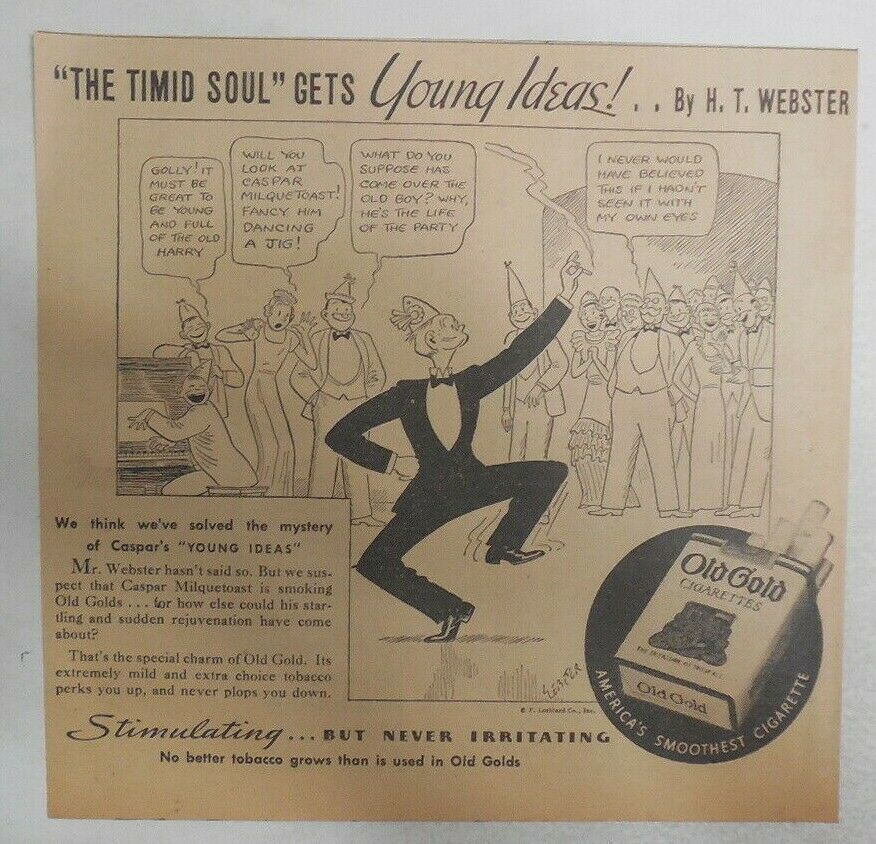 "THE TIMID SOUL" GETS Young Ideas! . . By H. T. WEBSTER
GOLLY! IT
MUST BE
GREAT TO
BE YOUNG
AND FULL
OF THE OLD
HARRY
WILL YOU
LOOK AT
CASPAR
MILQUETOAST!
FANCY HIM
DANCING
A JIG!
WHAT DO YOU
SUPPOSE HAS
COME OVER THE
OLD BOY? WHY,
HE'S THE LIFE
OF THE PARTY
I NEVER WOULD
HAVE BELIEVED
THIS IF I HADN'T
SEEN IT WITH
MY OWN EYES
We think we've solved the mystery
of Caspar's "YOUNG IDEAS"
Mr. Webster hasn't said so. But we sus-
pect that Caspar Milquetoast is smoking
Old Golds . . . for how else could his star-
tling and sudden rejuvenation have come
about?
That's the special charm of Old Gold. Its
extremely mild and extra choice tobacco
perks you up, and never plops you down.
WEBSTER
© P. Lorillard Co., Inc.
Old Gold
CIGARETTES
Old Gold
AMERICA'S SMOOTHEST CIGARETTE
Stimulating... BUT NEVER IRRITATING
No better tobacco grows than is used in Old Golds